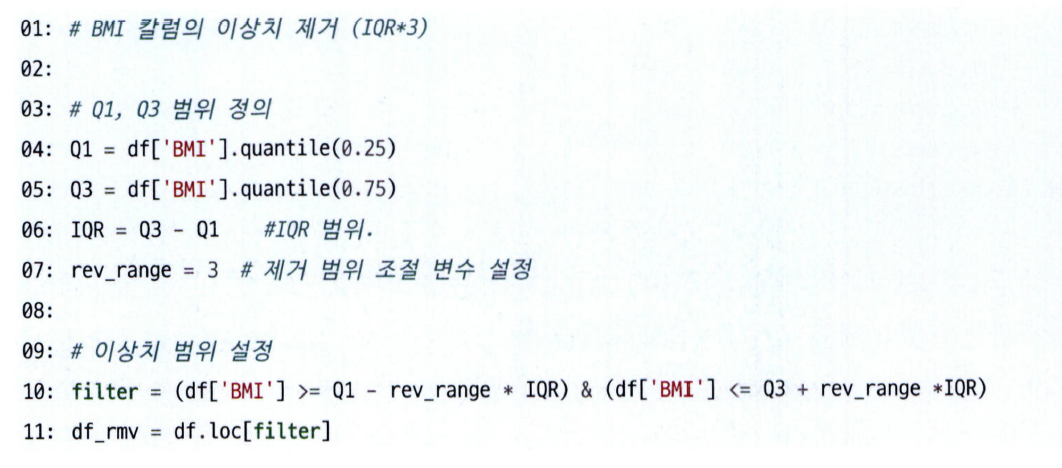 01: # BMI 칼럼의 이상치 제거 (IQR*3)
02:
03: # Q1, Q3 범위 정의
04: Q1 = df['BMI'].quantile(0.25)
05: Q3 = df['BMI'].quantile(0.75)
06: IQR = Q3 - Q1    #IQR 범위.
07: rev_range = 3  # 제거 범위 조절 변수 설정
08:
09: # 이상치 범위 설정
10: filter = (df['BMI'] >= Q1 - rev_range * IQR) & (df['BMI'] <= Q3 + rev_range *IQR)
11: df_rmv = df.loc[filter]